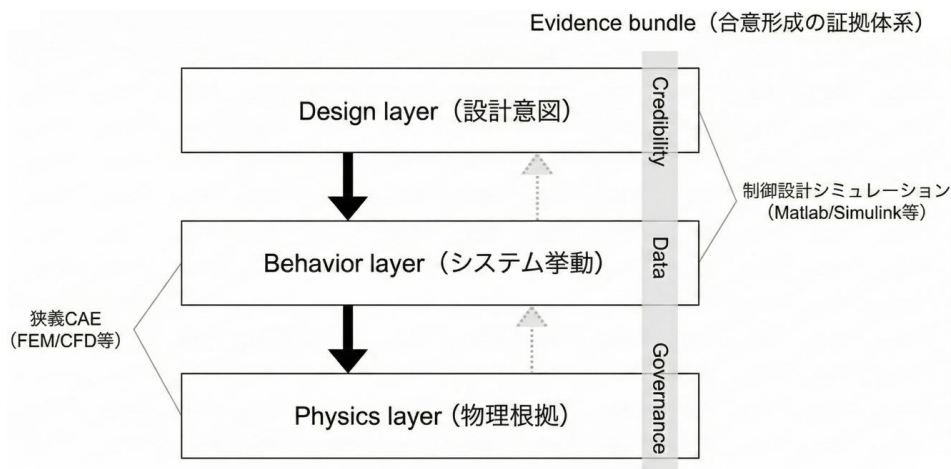 Evidence bundle（合意形成の証拠体系）
Design layer（設計意図）
Credibility
制御設計シミュレーション
（Matlab/Simulink等）
Behavior layer（システム挙動）
Data
狭義CAE
（FEM/CFD等）
Physics layer（物理根拠）
Governance